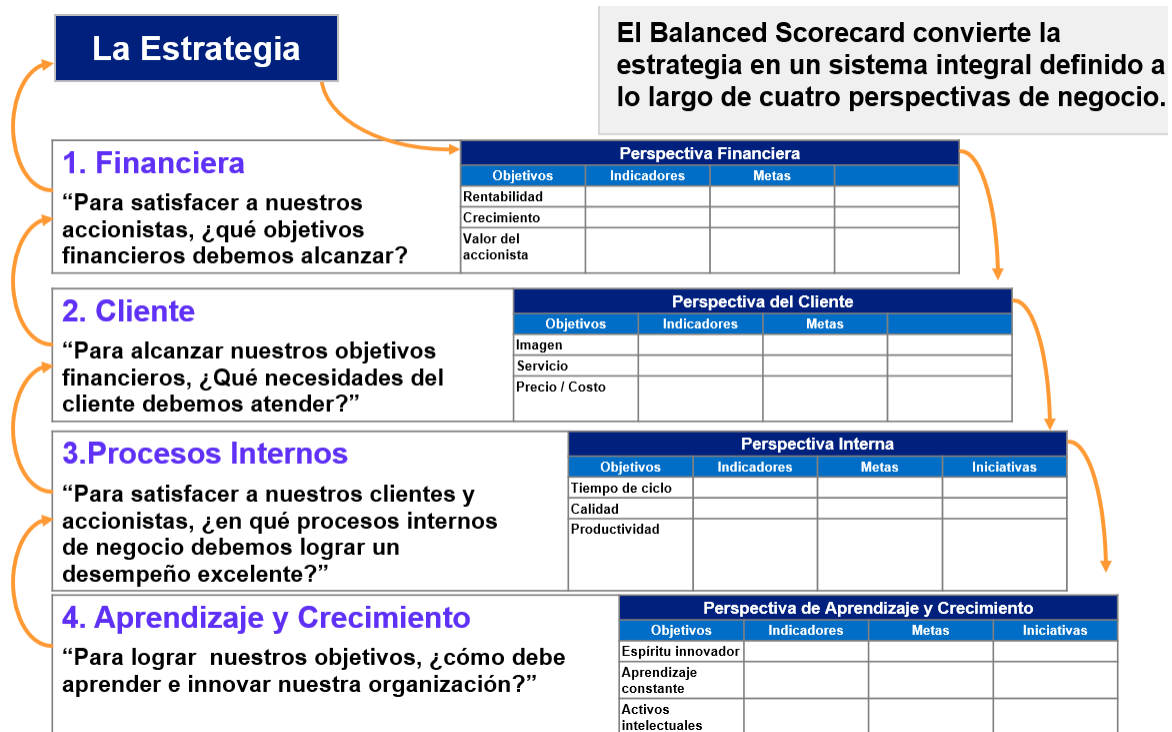 La Estrategia
El Balanced Scorecard convierte la
estrategia en un sistema integral definido a
lo largo de cuatro perspectivas de negocio.
1. Financiera
“Para satisfacer a nuestros
accionistas, ¿qué objetivos
financieros debemos alcanzar?
Perspectiva Financiera
Objetivos Indicadores Metas
Rentabilidad
Crecimiento
Valor del
accionista
2. Cliente
“Para alcanzar nuestros objetivos
financieros, ¿Qué necesidades del
cliente debemos atender?”
Perspectiva del Cliente
Objetivos Indicadores Metas
Imagen
Servicio
Precio / Costo
3.Procesos Internos
“Para satisfacer a nuestros clientes y
accionistas, ¿en qué procesos internos
de negocio debemos lograr un
desempeño excelente?”
Perspectiva Interna
Objetivos Indicadores Metas Iniciativas
Tiempo de ciclo
Calidad
Productividad
4. Aprendizaje y Crecimiento
“Para lograr  nuestros objetivos, ¿cómo debe
aprender e innovar nuestra organización?”
Perspectiva de Aprendizaje y Crecimiento
Objetivos Indicadores Metas Iniciativas
Espíritu innovador
Aprendizaje
constante
Activos
intelectuales